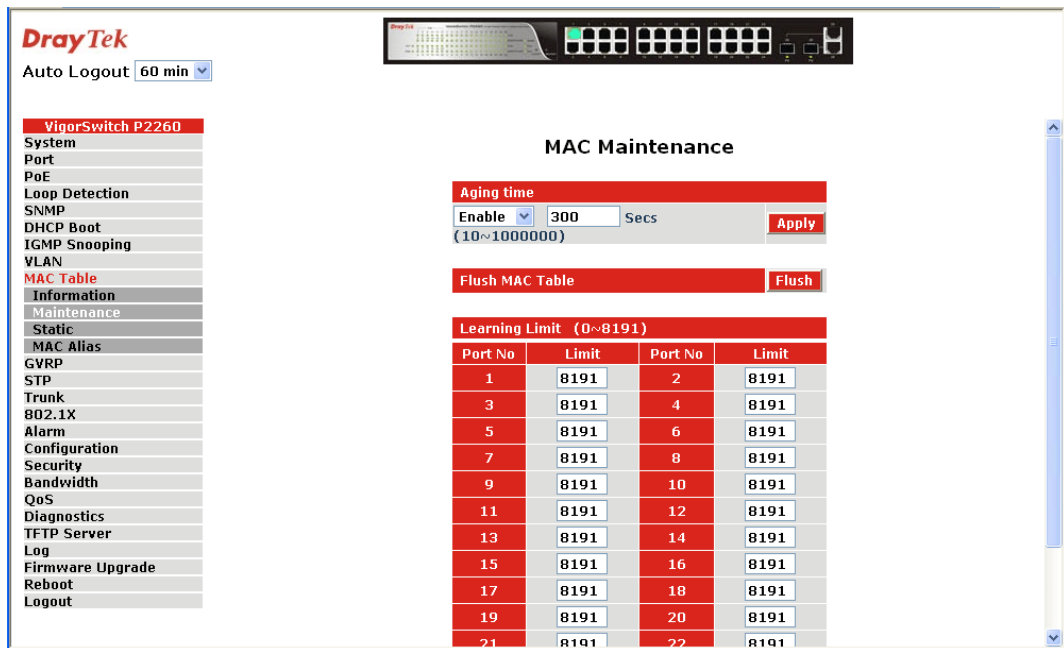 DrayTek
Auto Logout 60 min
VigorSwitch P2260
System
Port
PoE
Loop Detection
SNMP
DHCP Boot
IGMP Snooping
VLAN
MAC Table
Information
Maintenance
Static
MAC Alias
GVRP
STP
Trunk
802.1X
Alarm
Configuration
Security
Bandwidth
QoS
Diagnostics
TFTP Server
Log
Firmware Upgrade
Reboot
Logout
MAC Maintenance
Aging time
Enable 300 Secs
(10~1000000)
Apply
Flush MAC Table Flush
Learning Limit (0~8191)
Port No Limit Port No Limit
1 8191 2 8191
3 8191 4 8191
5 8191 6 8191
7 8191 8 8191
9 8191 10 8191
11 8191 12 8191
13 8191 14 8191
15 8191 16 8191
17 8191 18 8191
19 8191 20 8191
21 8191 22 8191